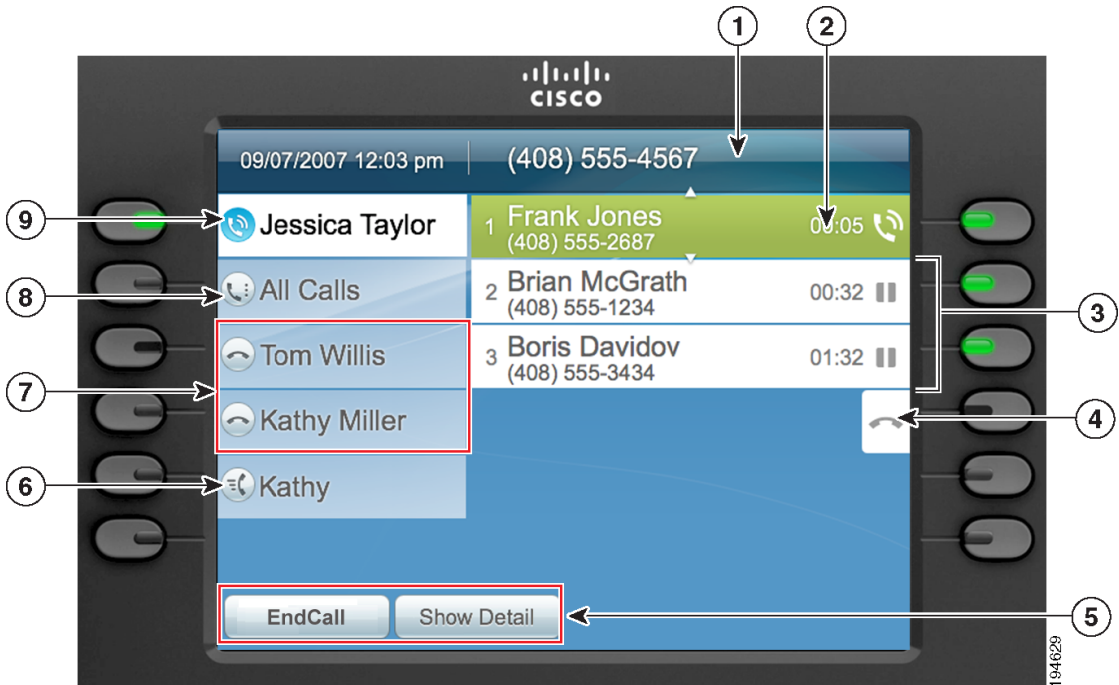 1
2
CISCO
09/07/2007 12:03 pm
(408) 555-4567
9
Jessica Taylor
1 Frank Jones 00:05
(408) 555-2687
8
All Calls
2 Brian McGrath 00:32
(408) 555-1234
3
Tom Willis
3 Boris Davidov 01:32
(408) 555-3434
7
Kathy Miller
4
6
Kathy
EndCall
Show Detail
5
194629